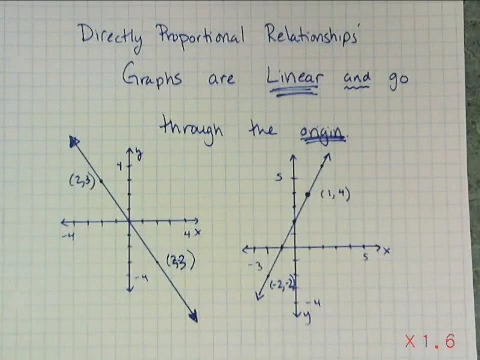 Directly Proportional Relationships'
Graphs are Linear and go
through the origin.
y
4
(2,3)
-4
4
x
(2,3)
-4
5
(1,4)
-3
5
x
(-2,-2)
-4
y
×1.6